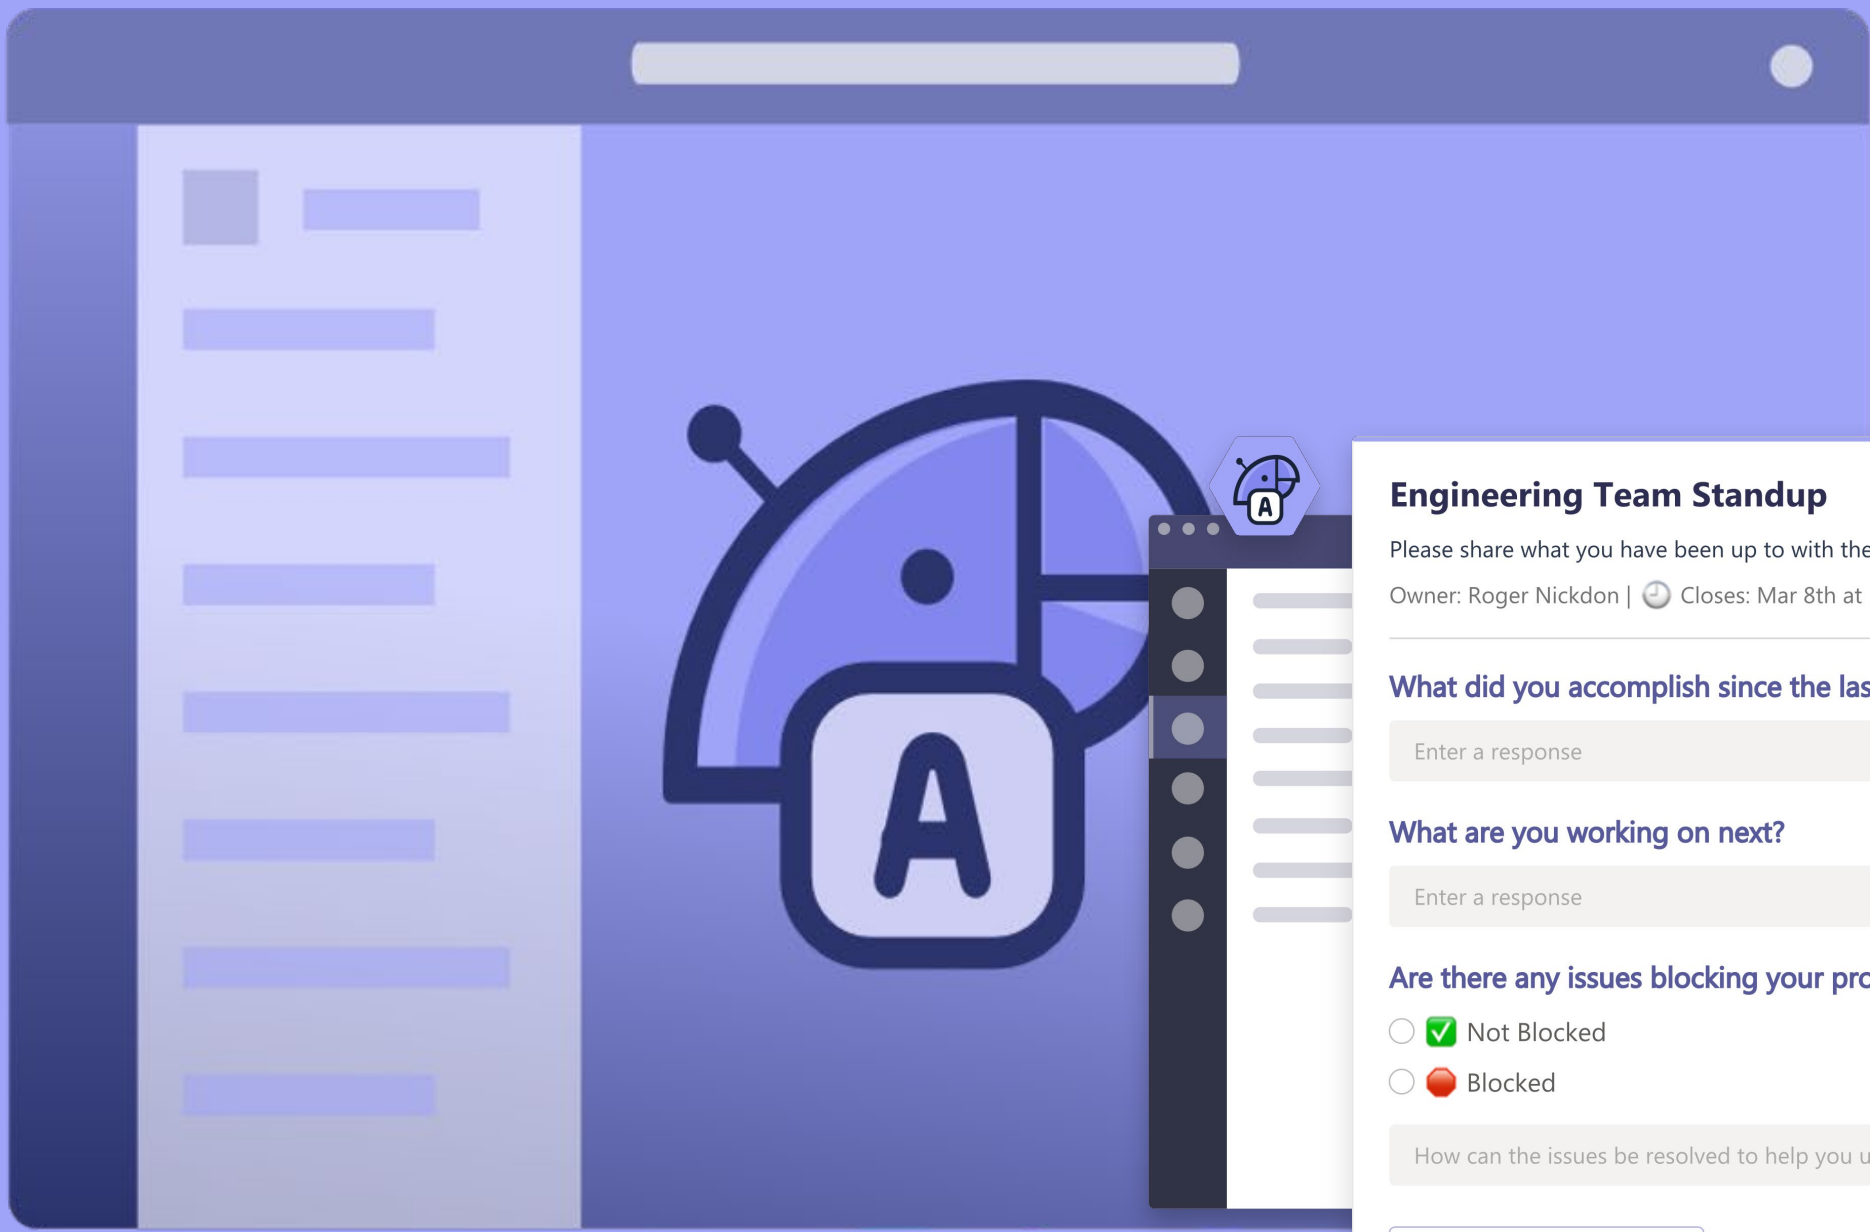 A
A
Engineering Team Standup
Please share what you have been up to with the
Owner: Roger Nickdon | Closes: Mar 8th at
What did you accomplish since the
Enter a response
What are you working on next?
Enter a response
Are there any issues blocking your
Not Blocked
Blocked
How can the issues be resolved to help you